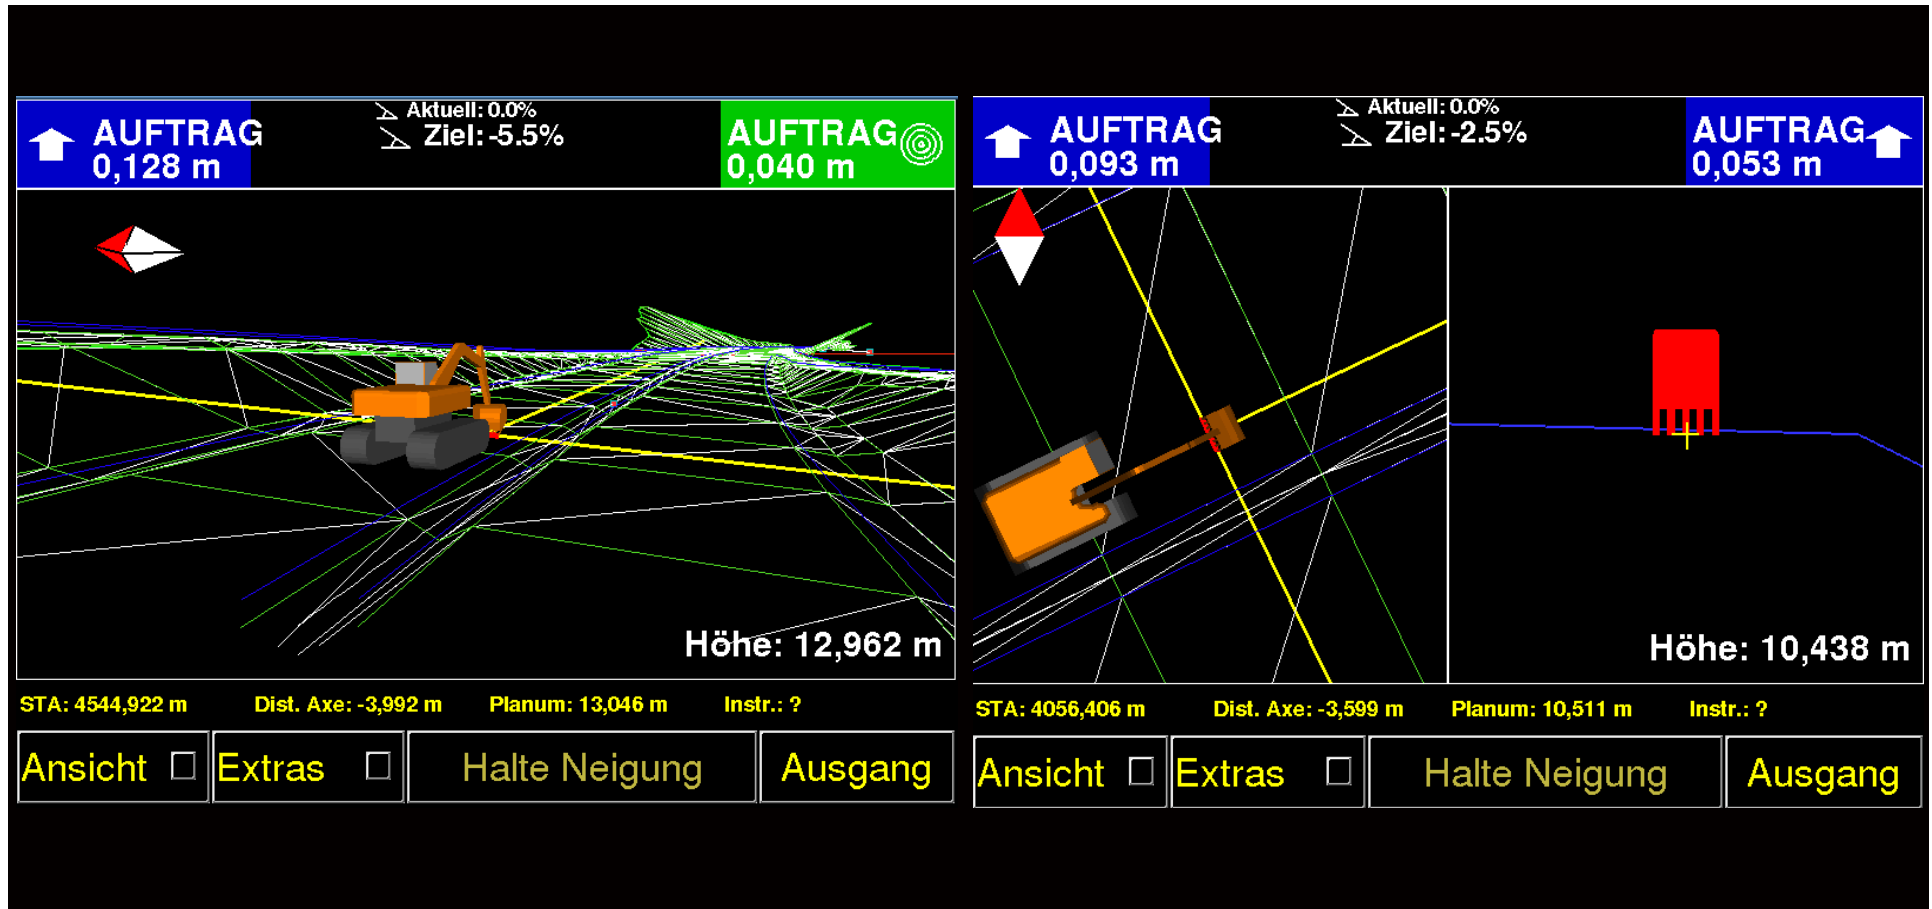 AUFTRAG
0,128 m
Aktuell: 0.0%
Ziel: -5.5%
AUFTRAG
0,040 m
Höhe: 12,962 m
STA: 4544,922 m Dist. Axe: -3,992 m Planum: 13,046 m Instr.: ?
Ansicht Extras Halte Neigung Ausgang
AUFTRAG
0,093 m
Aktuell: 0.0%
Ziel: -2.5%
AUFTRAG
0,053 m
Höhe: 10,438 m
STA: 4056,406 m Dist. Axe: -3,599 m Planum: 10,511 m Instr.: ?
Ansicht Extras Halte Neigung Ausgang